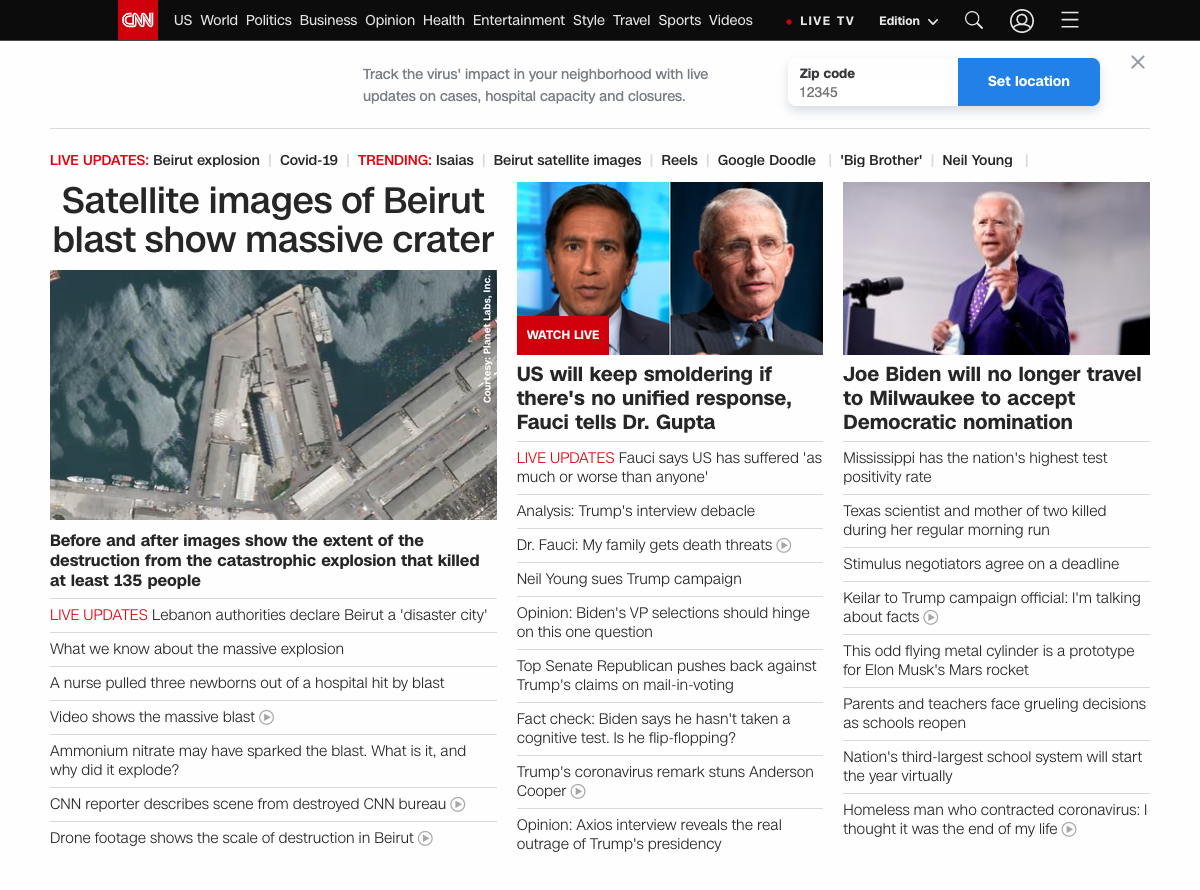 CNN US World Politics Business Opinion Health Entertainment Style Travel Sports Videos LIVE TV Edition
Track the virus' impact in your neighborhood with live
updates on cases, hospital capacity and closures.
Zip code
12345
Set location
LIVE UPDATES: Beirut explosion | Covid-19 | TRENDING: Isaias | Beirut satellite images | Reels | Google Doodle | 'Big Brother' | Neil Young |
Satellite images of Beirut
blast show massive crater
Courtesy: Planet Labs, Inc.
Before and after images show the extent of the
destruction from the catastrophic explosion that killed
at least 135 people
LIVE UPDATES Lebanon authorities declare Beirut a 'disaster city'
What we know about the massive explosion
A nurse pulled three newborns out of a hospital hit by blast
Video shows the massive blast
Ammonium nitrate may have sparked the blast. What is it, and
why did it explode?
CNN reporter describes scene from destroyed CNN bureau
Drone footage shows the scale of destruction in Beirut
WATCH LIVE
US will keep smoldering if
there's no unified response,
Fauci tells Dr. Gupta
LIVE UPDATES Fauci says US has suffered 'as
much or worse than anyone'
Analysis: Trump's interview debacle
Dr. Fauci: My family gets death threats
Neil Young sues Trump campaign
Opinion: Biden's VP selections should hinge
on this one question
Top Senate Republican pushes back against
Trump's claims on mail-in-voting
Fact check: Biden says he hasn't taken a
cognitive test. Is he flip-flopping?
Trump's coronavirus remark stuns Anderson
Cooper
Opinion: Axios interview reveals the real
outrage of Trump's presidency
Joe Biden will no longer travel
to Milwaukee to accept
Democratic nomination
Mississippi has the nation's highest test
positivity rate
Texas scientist and mother of two killed
during her regular morning run
Stimulus negotiators agree on a deadline
Keilar to Trump campaign official: I'm talking
about facts
This odd flying metal cylinder is a prototype
for Elon Musk's Mars rocket
Parents and teachers face grueling decisions
as schools reopen
Nation's third-largest school system will start
the year virtually
Homeless man who contracted coronavirus: I
thought it was the end of my life